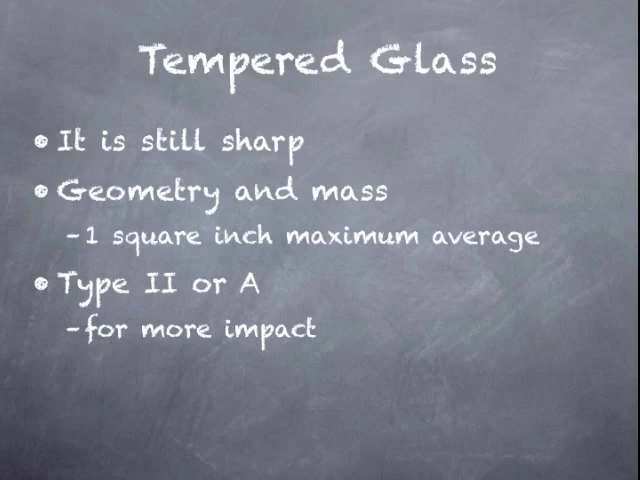 Tempered Glass
• It is still sharp
• Geometry and mass
-1 square inch maximum average
• Type II or A
-for more impact